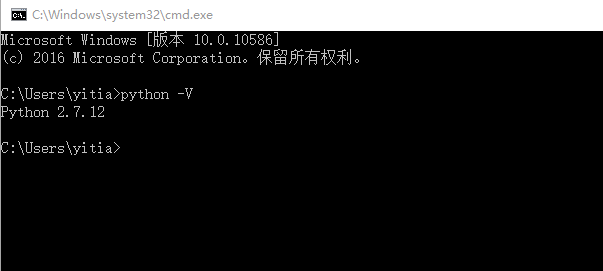 C:\Windows\system32\cmd.exe
Microsoft Windows [版本 10.0.10586]
(c) 2016 Microsoft Corporation。保留所有权利。
C:\Users\yitia>python -V
Python 2.7.12
C:\Users\yitia>